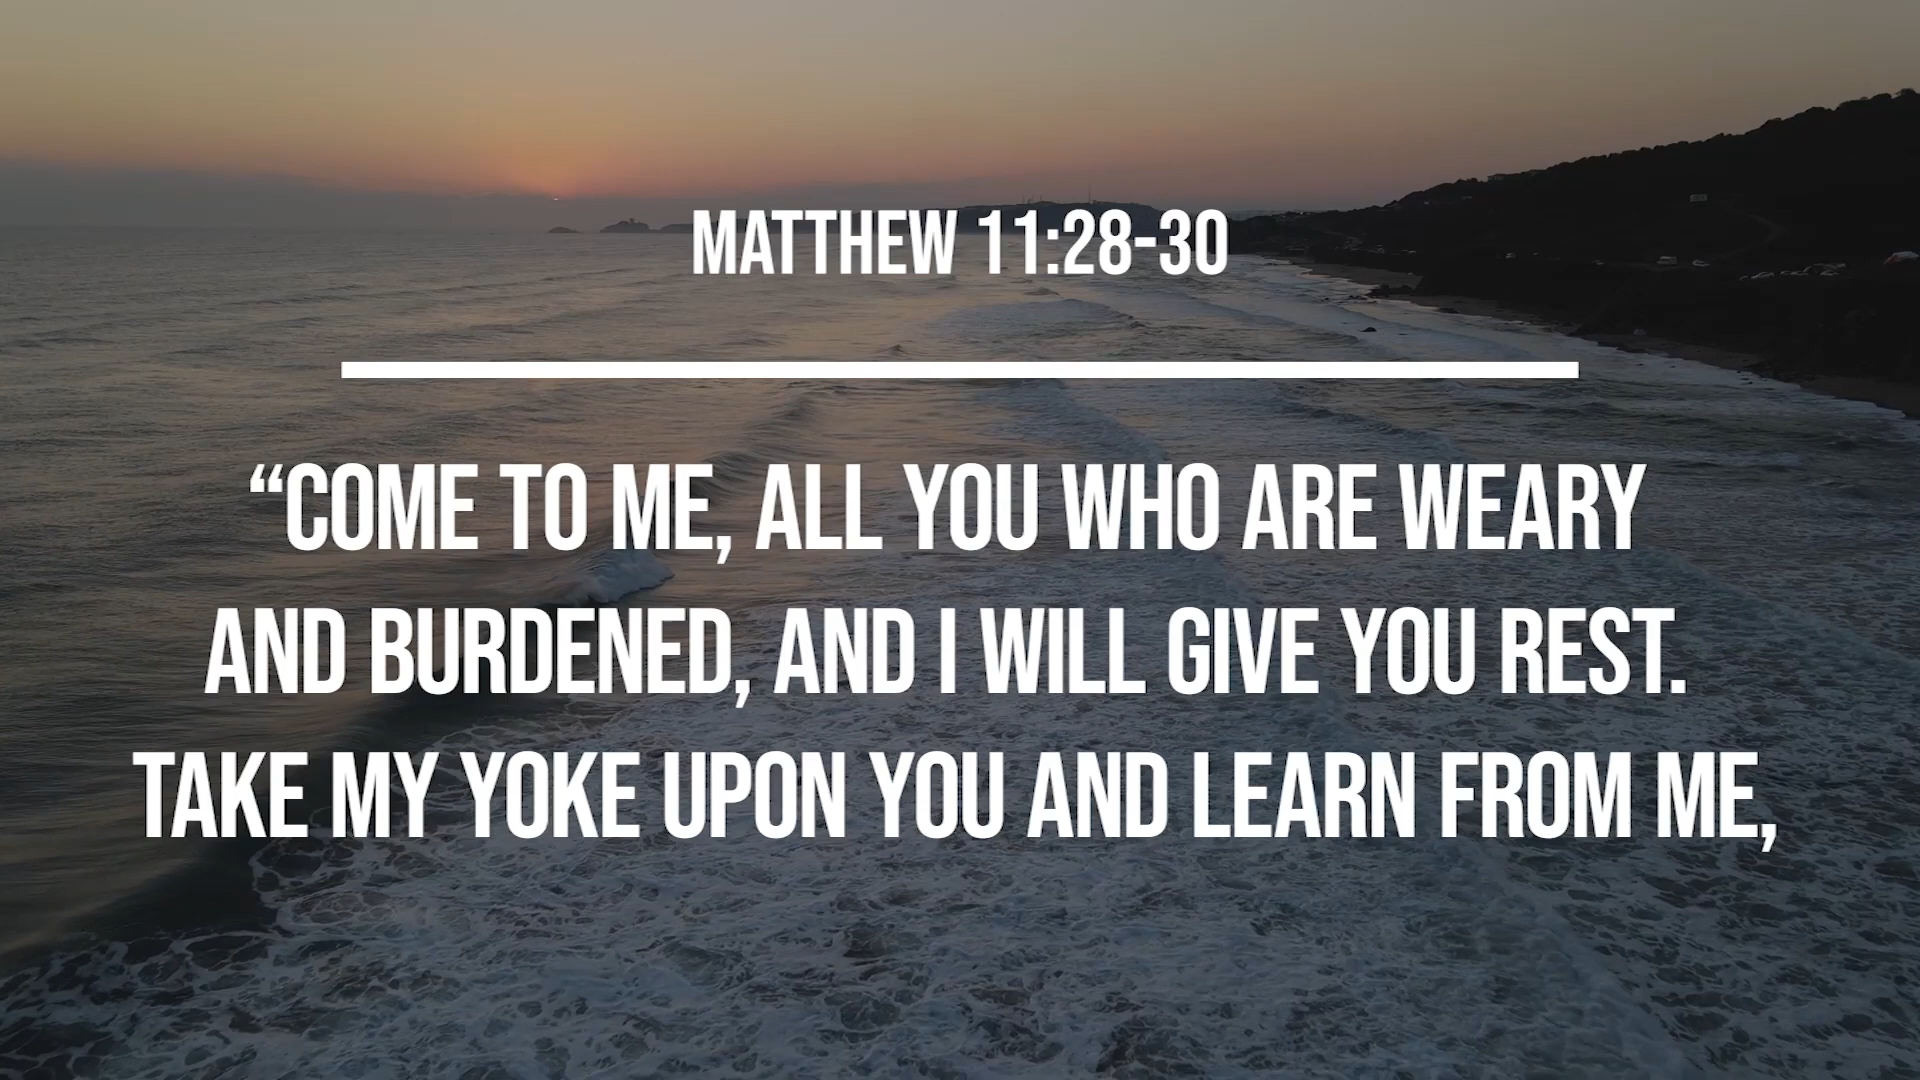 MATTHEW 11:28-30
“COME TO ME, ALL YOU WHO ARE WEARY
AND BURDENED, AND I WILL GIVE YOU REST.
TAKE MY YOKE UPON YOU AND LEARN FROM ME,